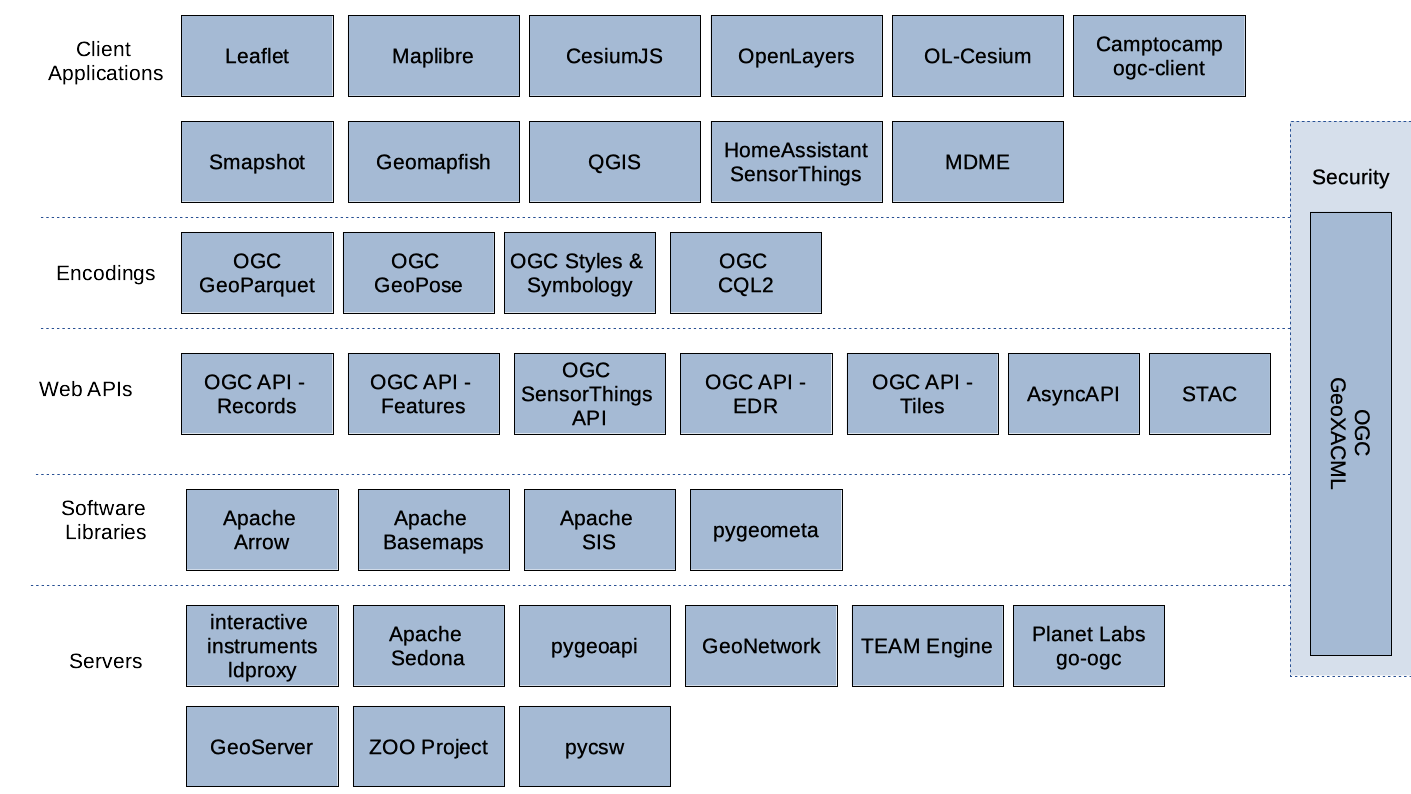 Client
Applications
Leaflet
Maplibre
CesiumJS
OpenLayers
OL-Cesium
Camptocamp
ogc-client
Smapshot
Geomapfish
QGIS
HomeAssistant
SensorThings
MDME
Security
OGC
GeoXACML
Encodings
OGC
GeoParquet
OGC
GeoPose
OGC Styles &
Symbology
OGC
CQL2
Web APIs
OGC API -
Records
OGC API -
Features
OGC
SensorThings
API
OGC API -
EDR
OGC API -
Tiles
AsyncAPI
STAC
Software
Libraries
Apache
Arrow
Apache
Basemaps
Apache
SIS
pygeometa
Servers
interactive
instruments
ldproxy
Apache
Sedona
pygeoapi
GeoNetwork
TEAM Engine
Planet Labs
go-ogc
GeoServer
ZOO Project
pycsw